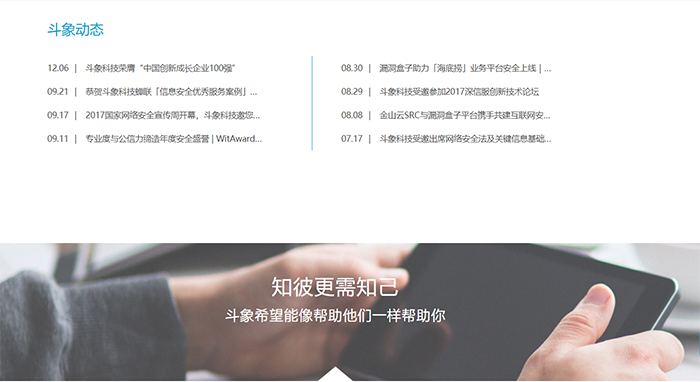 斗象动态
12.06 | 斗象科技荣膺“中国创新成长企业100强”
09.21 | 恭贺斗象科技蝉联「信息安全优秀服务案例」...
09.17 | 2017国家网络安全宣传周开幕，斗象科技邀您...
09.11 | 专业度与公信力缔造年度安全盛誉 | WitAward...
08.30 | 漏洞盒子助力「海底捞」业务平台安全上线 | ...
08.29 | 斗象科技受邀参加2017深信服创新技术论坛
08.08 | 金山云SRC与漏洞盒子平台携手共建互联网安...
07.17 | 斗象科技受邀出席网络安全法及关键信息基础...
知彼更需知己
斗象希望能像帮助他们一样帮助你